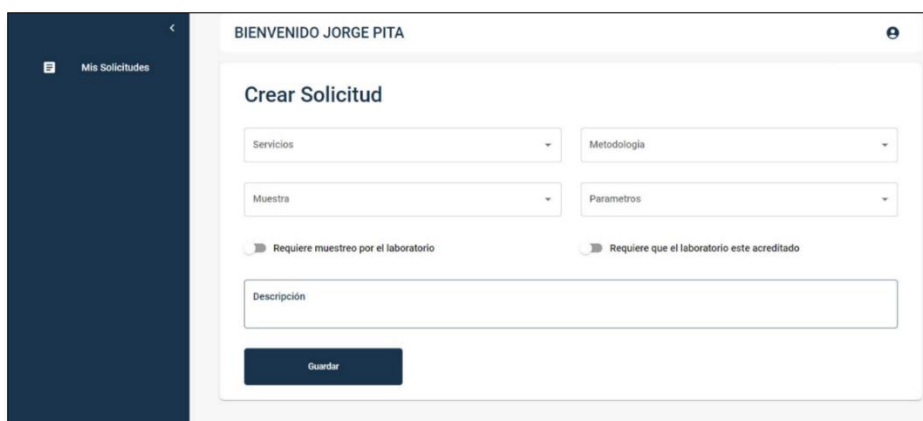 BIENVENIDO JORGE PITA
Mis Solicitudes
Crear Solicitud
Servicios
Metodologia
Muestra
Parametros
Requiere muestreo por el laboratorio
Requiere que el laboratorio este acreditado
Descripción
Guardar